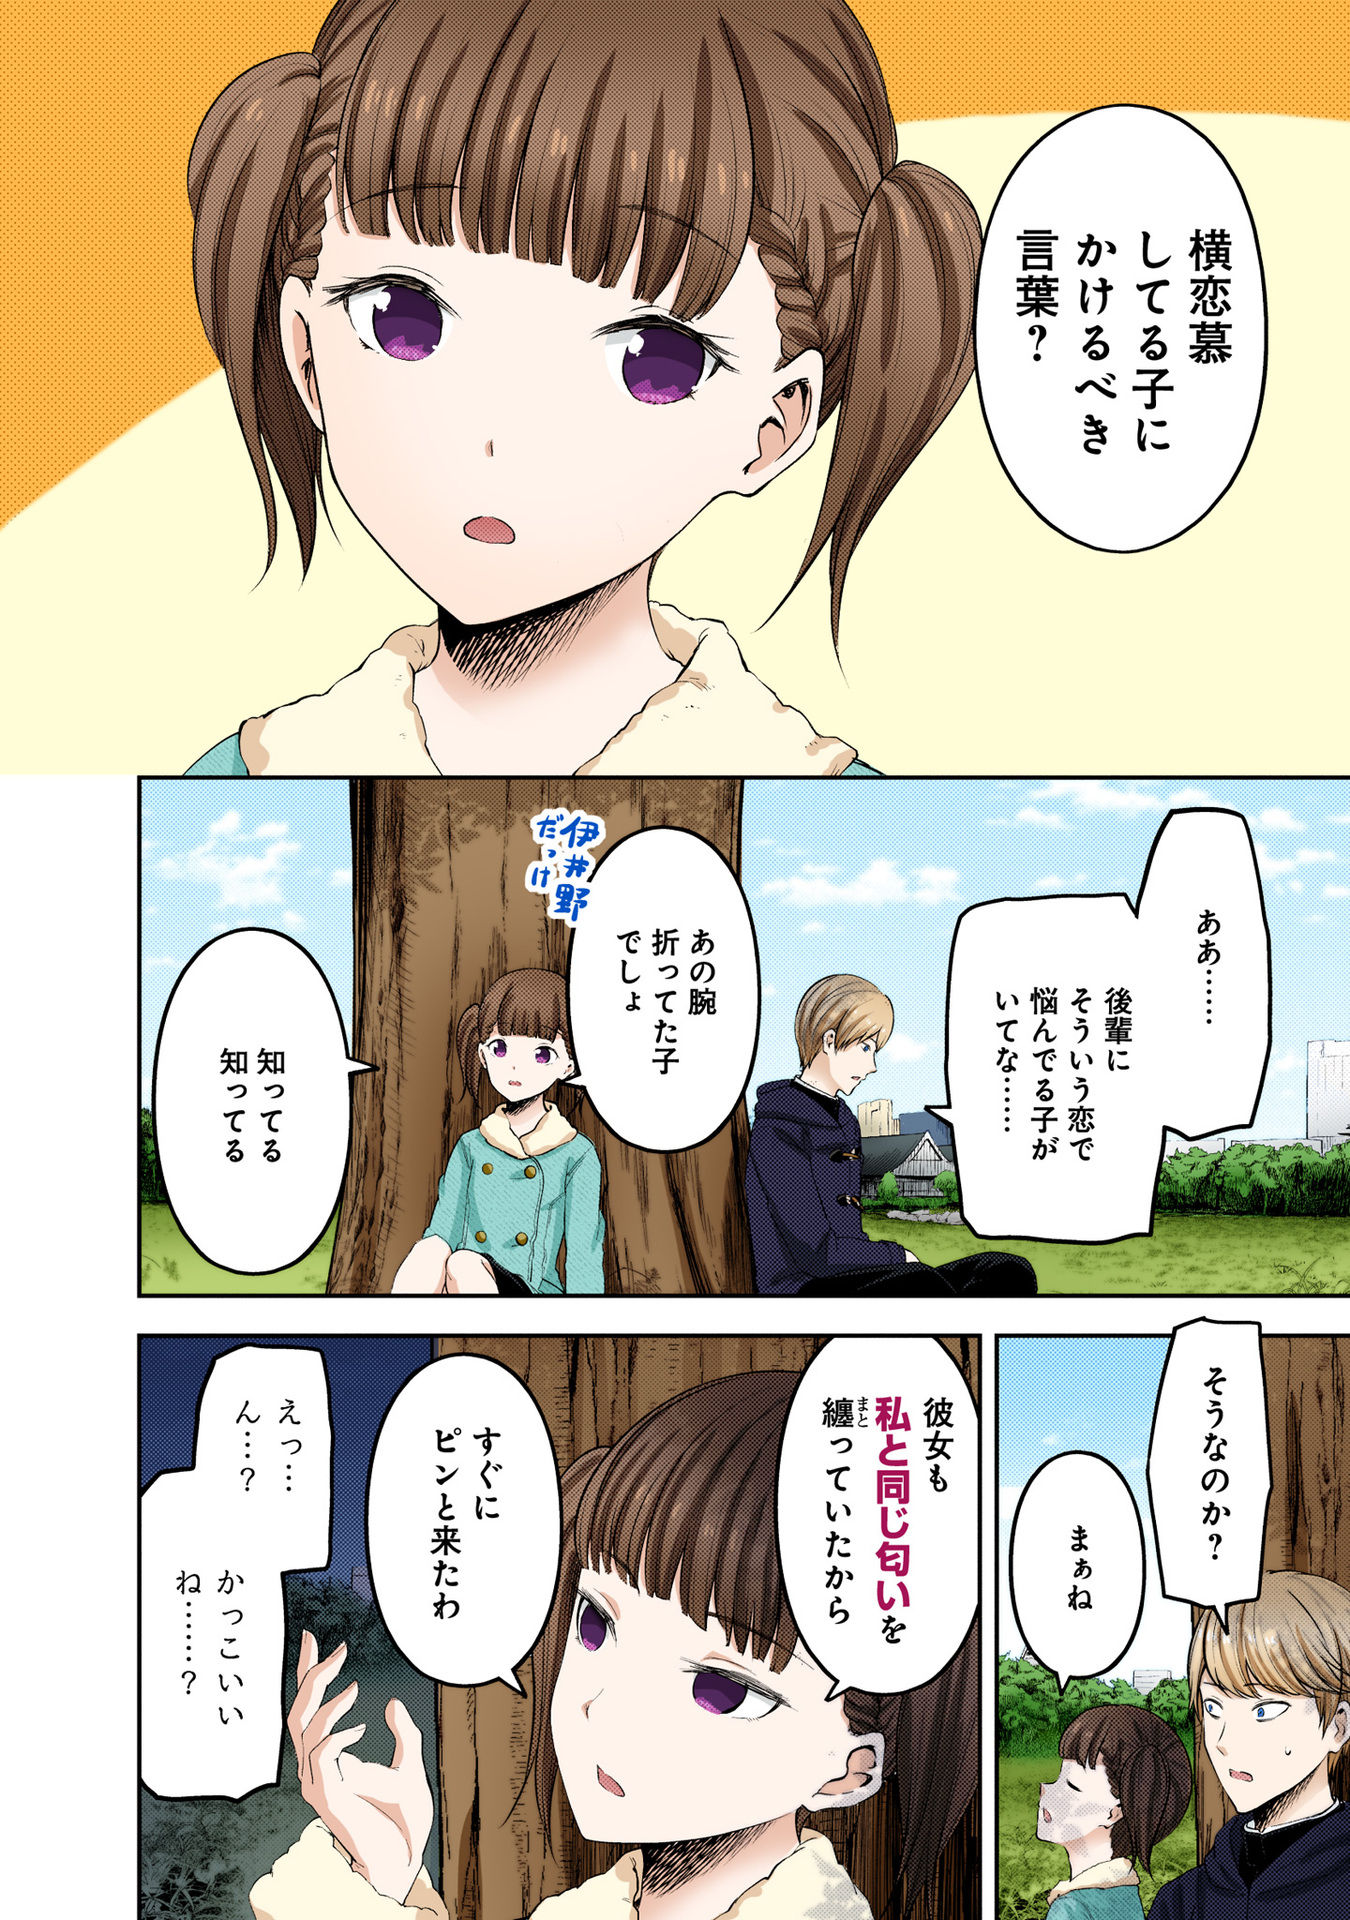 横恋慕
してる子に
かけるべき
言葉？
ああ……
後輩に
そういう恋で
悩んでる子が
いてな……
あの腕
折ってた子
でしょ
伊井野
だっけ
知ってる
知ってる
そうなのか？
まぁね
彼女も
私と同じ匂いを
纏っていたから
まと
すぐに
ピンと来たわ
えっ…
ん…？
かっこいい
ね……？